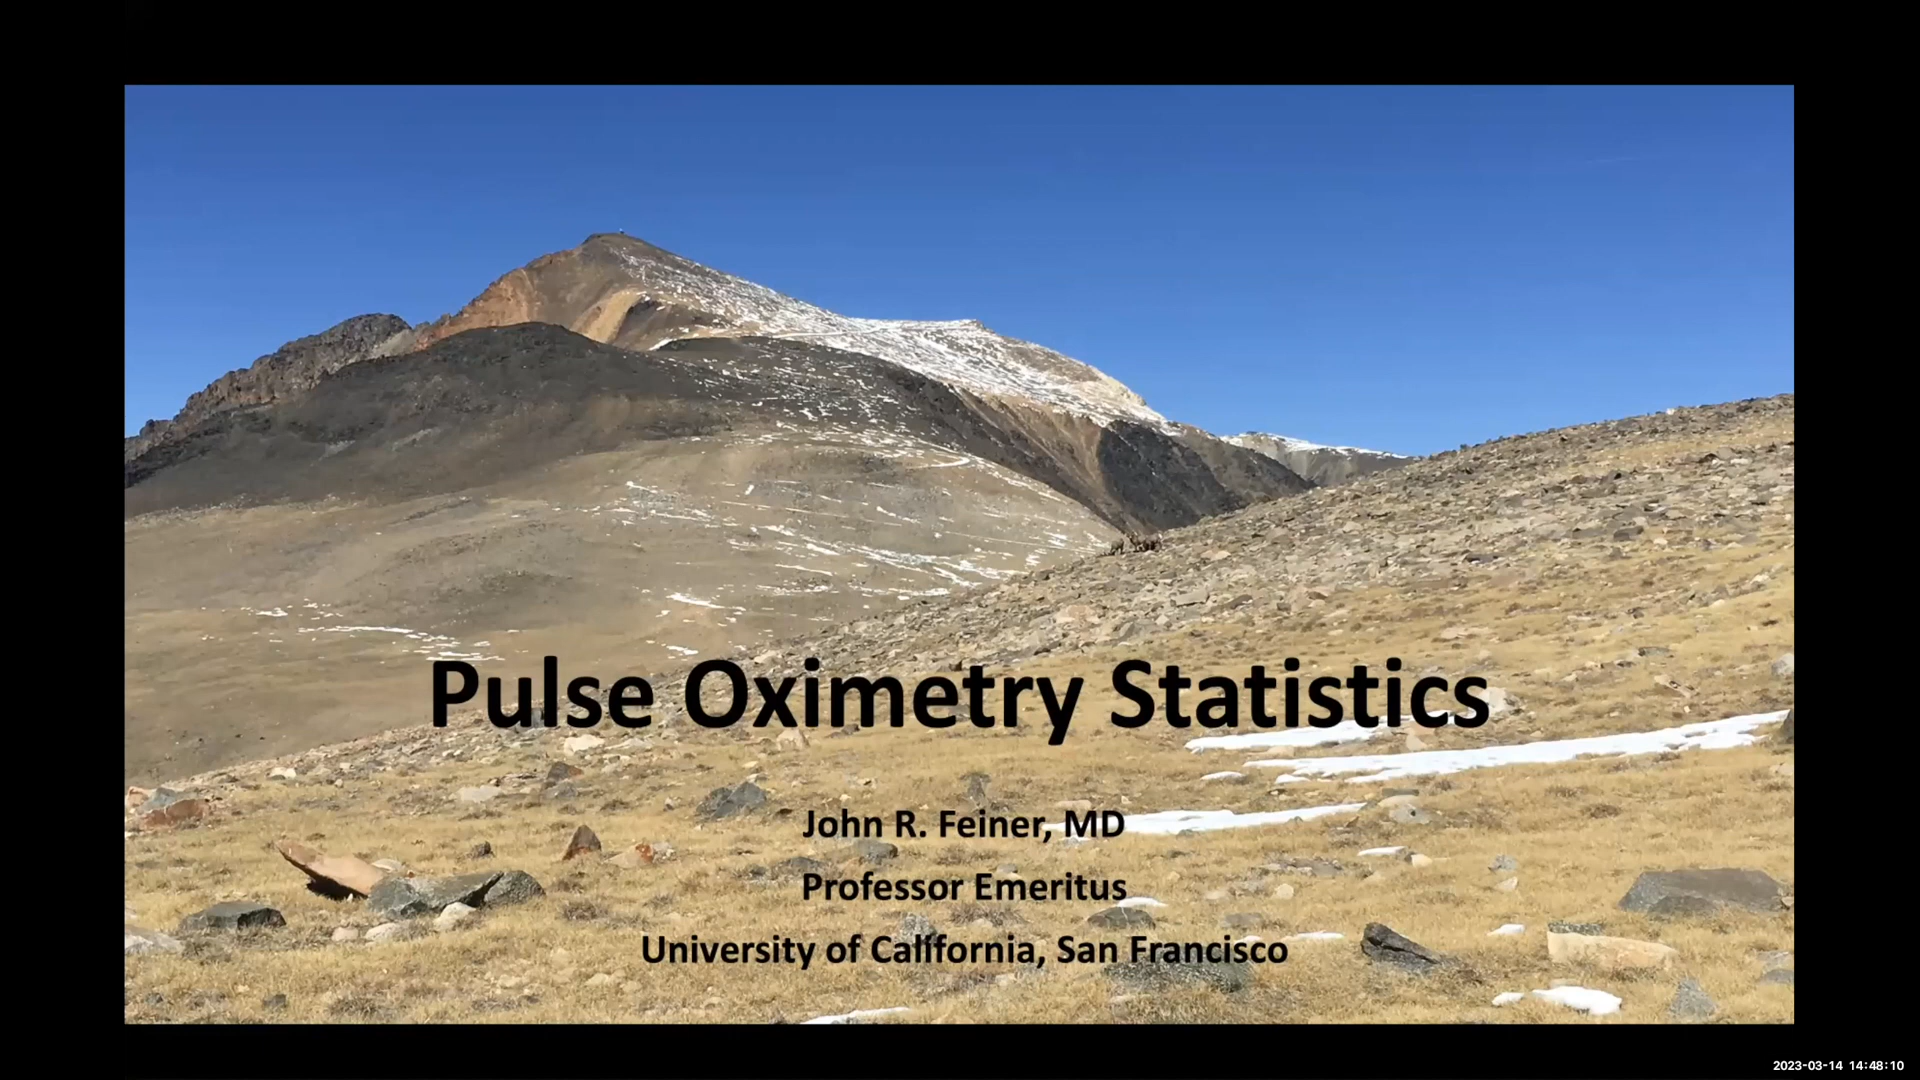 Pulse Oximetry Statistics
John R. Feiner, MD
Professor Emeritus
University of California, San Francisco
2023-03-14 14:48:10